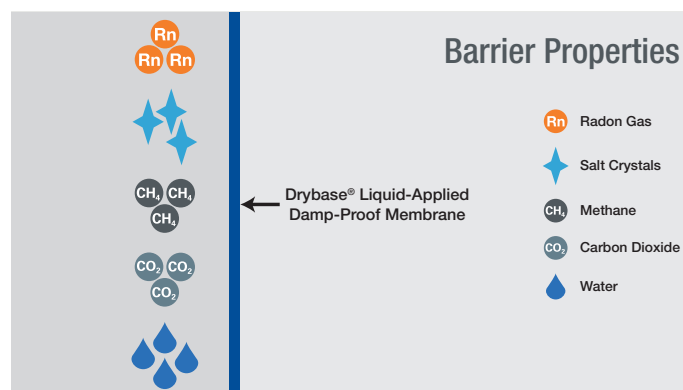 Barrier Properties
Rn
Rn Rn
CH₄ CH₄
CH₄
CO₂ CO₂
CO₂
Drybase® Liquid-Applied
Damp-Proof Membrane
Rn Radon Gas
Salt Crystals
CH₄ Methane
CO₂ Carbon Dioxide
Water